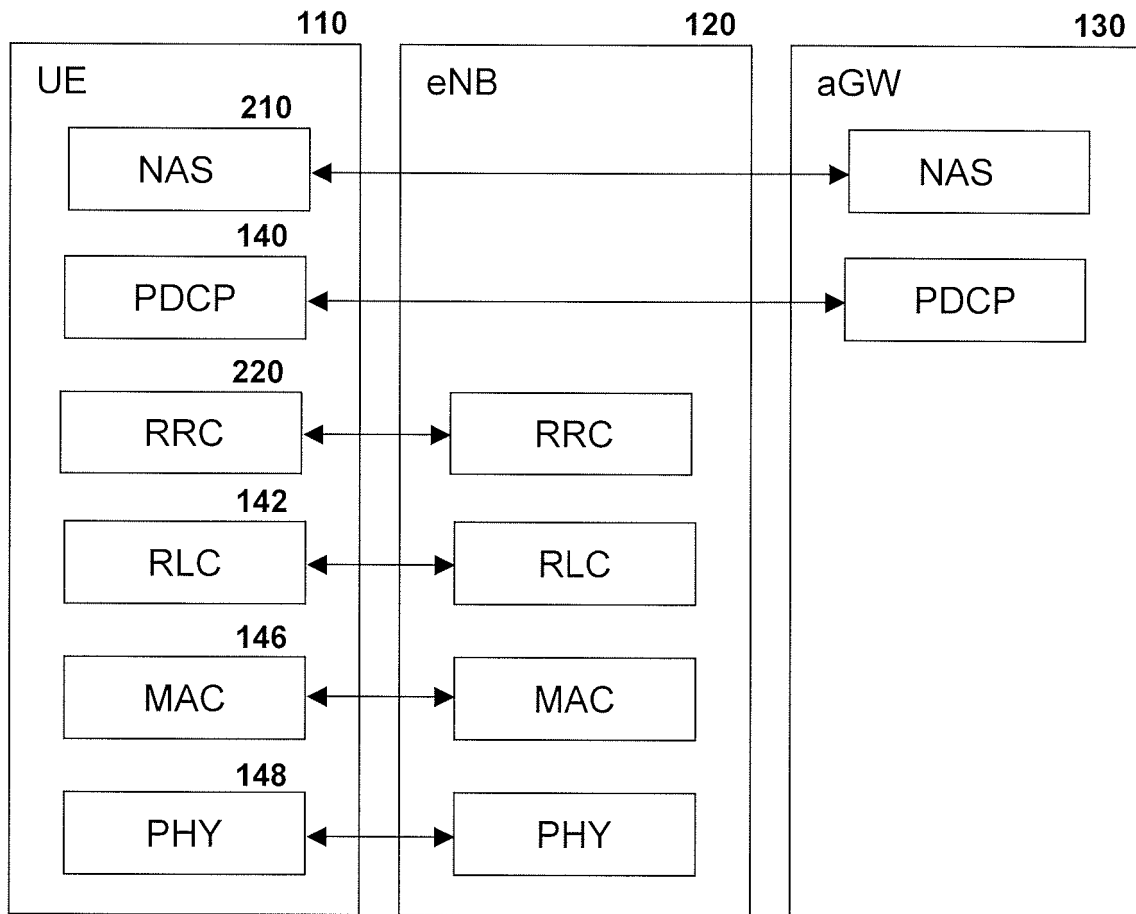 110 120 130
UE eNB aGW
210
NAS NAS
140
PDCP PDCP
220
RRC RRC
142
RLC RLC
146
MAC MAC
148
PHY PHY